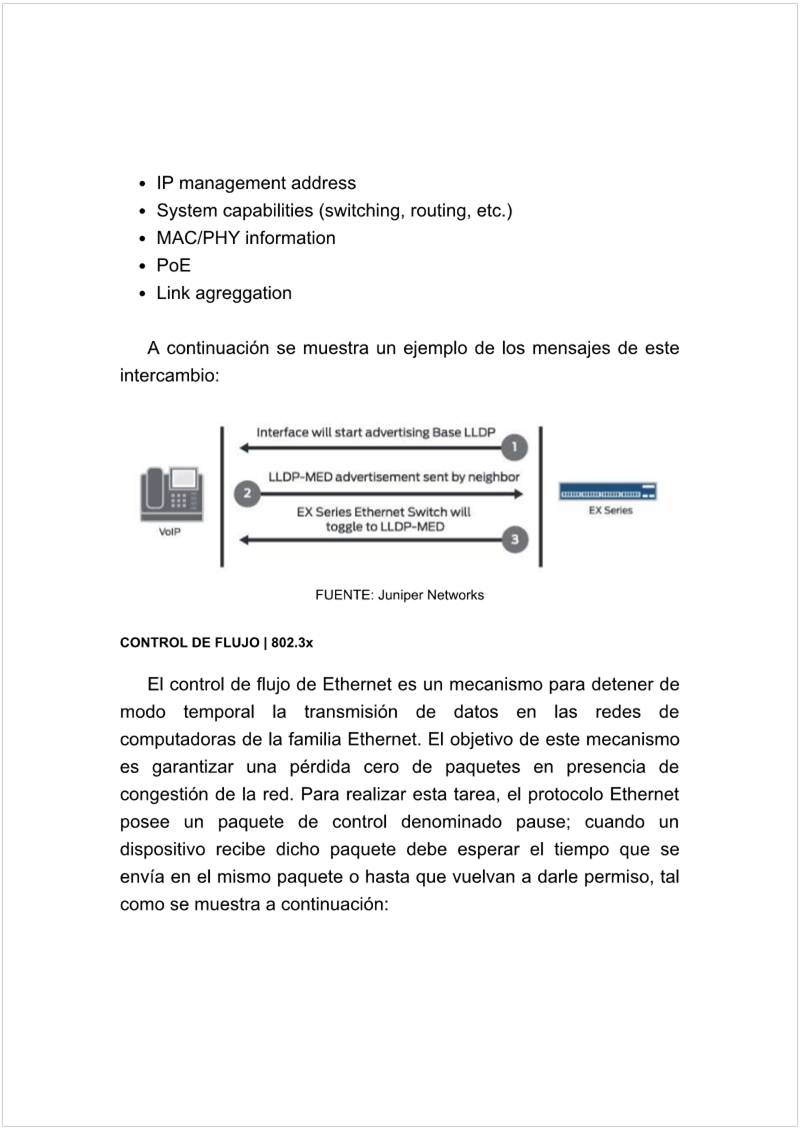 • IP management address
• System capabilities (switching, routing, etc.)
• MAC/PHY information
• PoE
• Link agreggation
A continuación se muestra un ejemplo de los mensajes de este
intercambio:
Interface will start advertising Base LLDP
1
LLDP-MED advertisement sent by neighbor
2
EX Series Ethernet Switch will
toggle to LLDP-MED
3
VoIP
EX Series
FUENTE: Juniper Networks
CONTROL DE FLUJO | 802.3x
El control de flujo de Ethernet es un mecanismo para detener de
modo temporal la transmisión de datos en las redes de
computadoras de la familia Ethernet. El objetivo de este mecanismo
es garantizar una pérdida cero de paquetes en presencia de
congestión de la red. Para realizar esta tarea, el protocolo Ethernet
posee un paquete de control denominado pause; cuando un
dispositivo recibe dicho paquete debe esperar el tiempo que se
envía en el mismo paquete o hasta que vuelvan a darle permiso, tal
como se muestra a continuación: